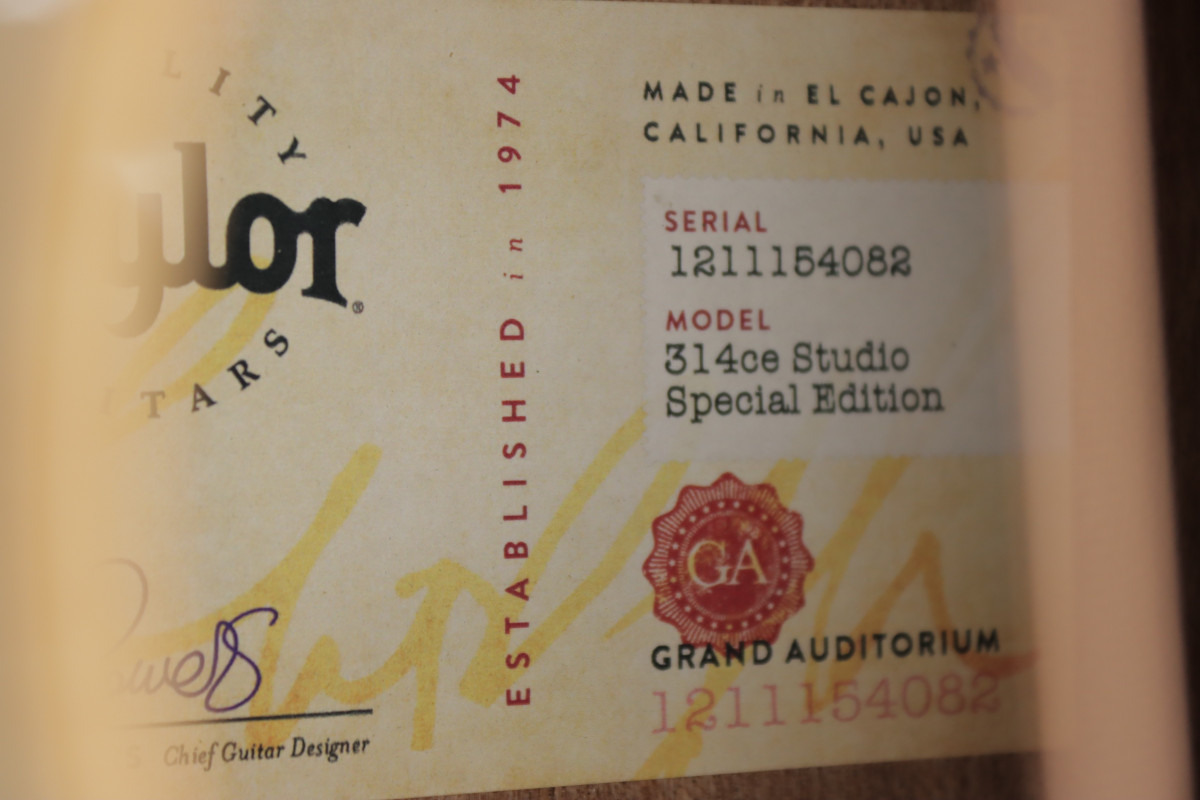 LITY
ylor®
TARS
Chief Guitar Designer
ESTABLISHED in 1974
MADE in EL CAJON,
CALIFORNIA, USA
SERIAL
1211154082
MODEL
314ce Studio
Special Edition
GA
GRAND AUDITORIUM
1211154082